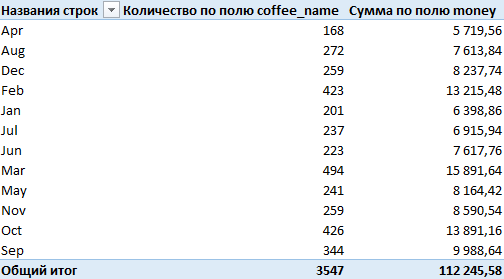 Названия строк Количество по полю coffee_name Сумма по полю money
Apr 168 5 719,56
Aug 272 7 613,84
Dec 259 8 237,74
Feb 423 13 215,48
Jan 201 6 398,86
Jul 237 6 915,94
Jun 223 7 617,76
Mar 494 15 891,64
May 241 8 164,42
Nov 259 8 590,54
Oct 426 13 891,16
Sep 344 9 988,64
Общий итог 3547 112 245,58